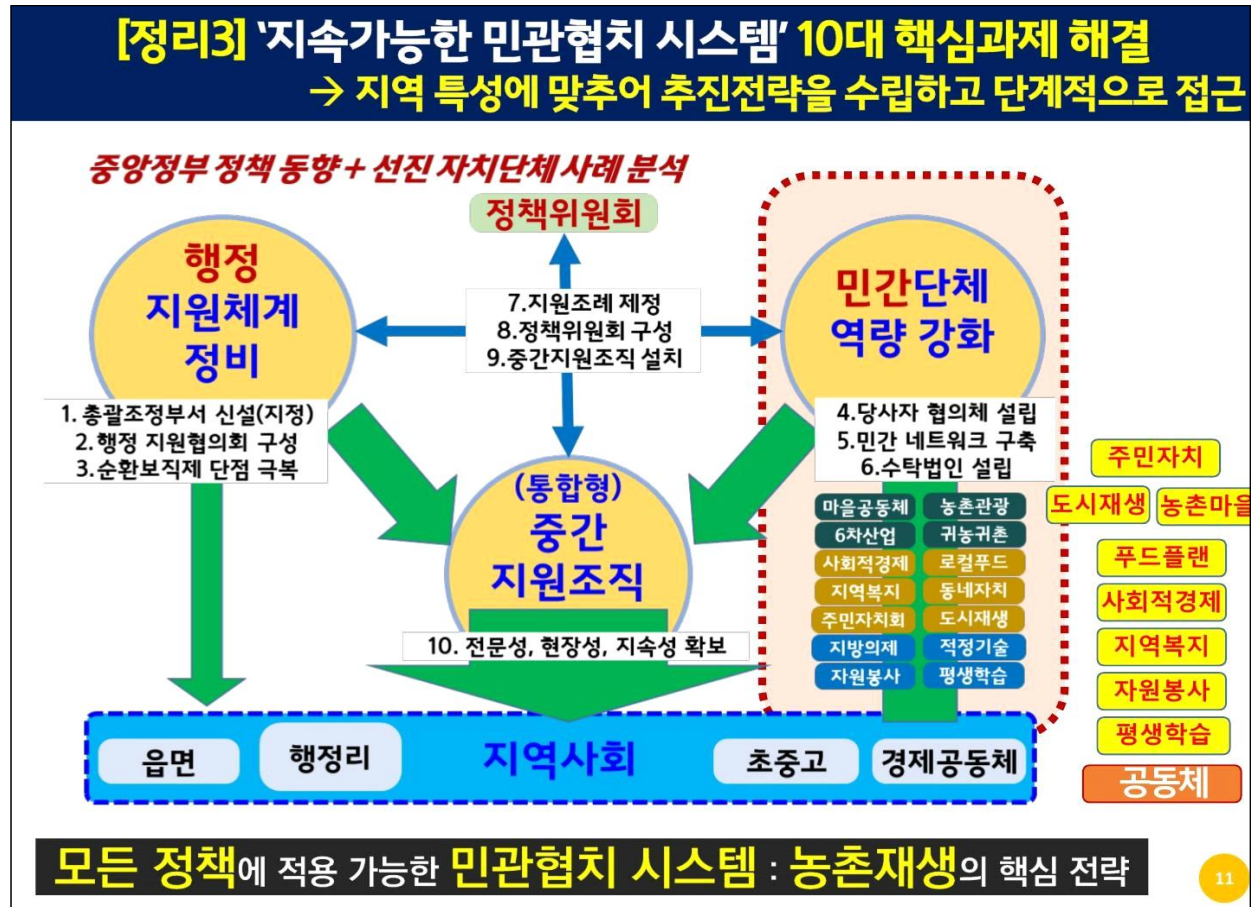 [정리3] ‘지속가능한 민관협치 시스템’ 10대 핵심과제 해결
→ 지역 특성에 맞추어 추진전략을 수립하고 단계적으로 접근
중앙정부 정책 동향 + 선진 자치단체 사례 분석
정책위원회
행정
지원체계
정비
1. 총괄조정부서 신설(지정)
2. 행정 지원협의회 구성
3.순환보직제 단점 극복
7.지원조례 제정
8.정책위원회 구성
9.중간지원조직 설치
민간단체
역량 강화
4.당사자 협의체 설립
5.민간 네트워크 구축
6.수탁법인 설립
마을공동체 농촌관광
6차산업 귀농귀촌
사회적경제 로컬푸드
지역복지 동네자치
주민자치회 도시재생
지방의제 적정기술
자원봉사 평생학습
(통합형)
중간
지원조직
10. 전문성, 현장성, 지속성 확보
주민자치
도시재생 농촌마을
푸드플랜
사회적경제
지역복지
자원봉사
평생학습
공동체
읍면 행정리 지역사회 초중고 경제공동체
모든 정책에 적용 가능한 민관협치 시스템 : 농촌재생의 핵심 전략
11